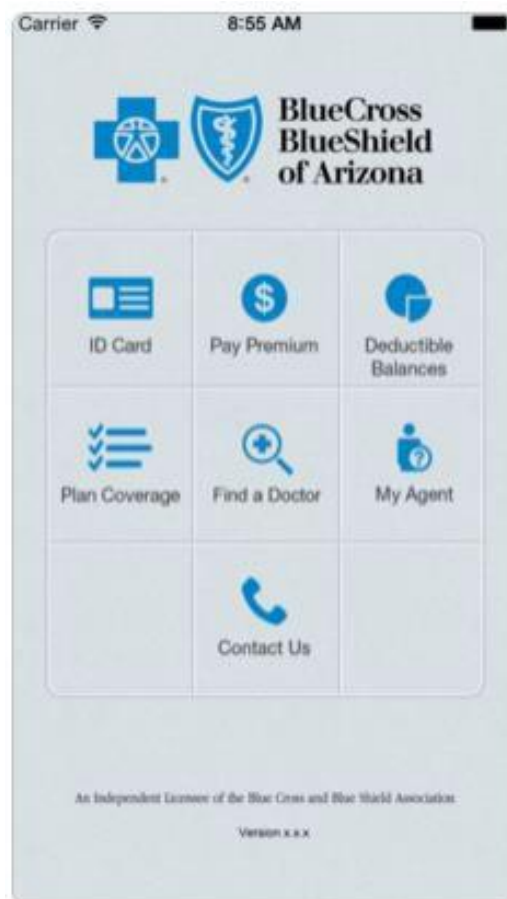 Carrier 8:55 AM
BlueCross
BlueShield
of Arizona
ID Card Pay Premium Deductible
Balances
Plan Coverage Find a Doctor My Agent
Contact Us
An Independent Licensee of the Blue Cross and Blue Shield Association
Version x.x.x